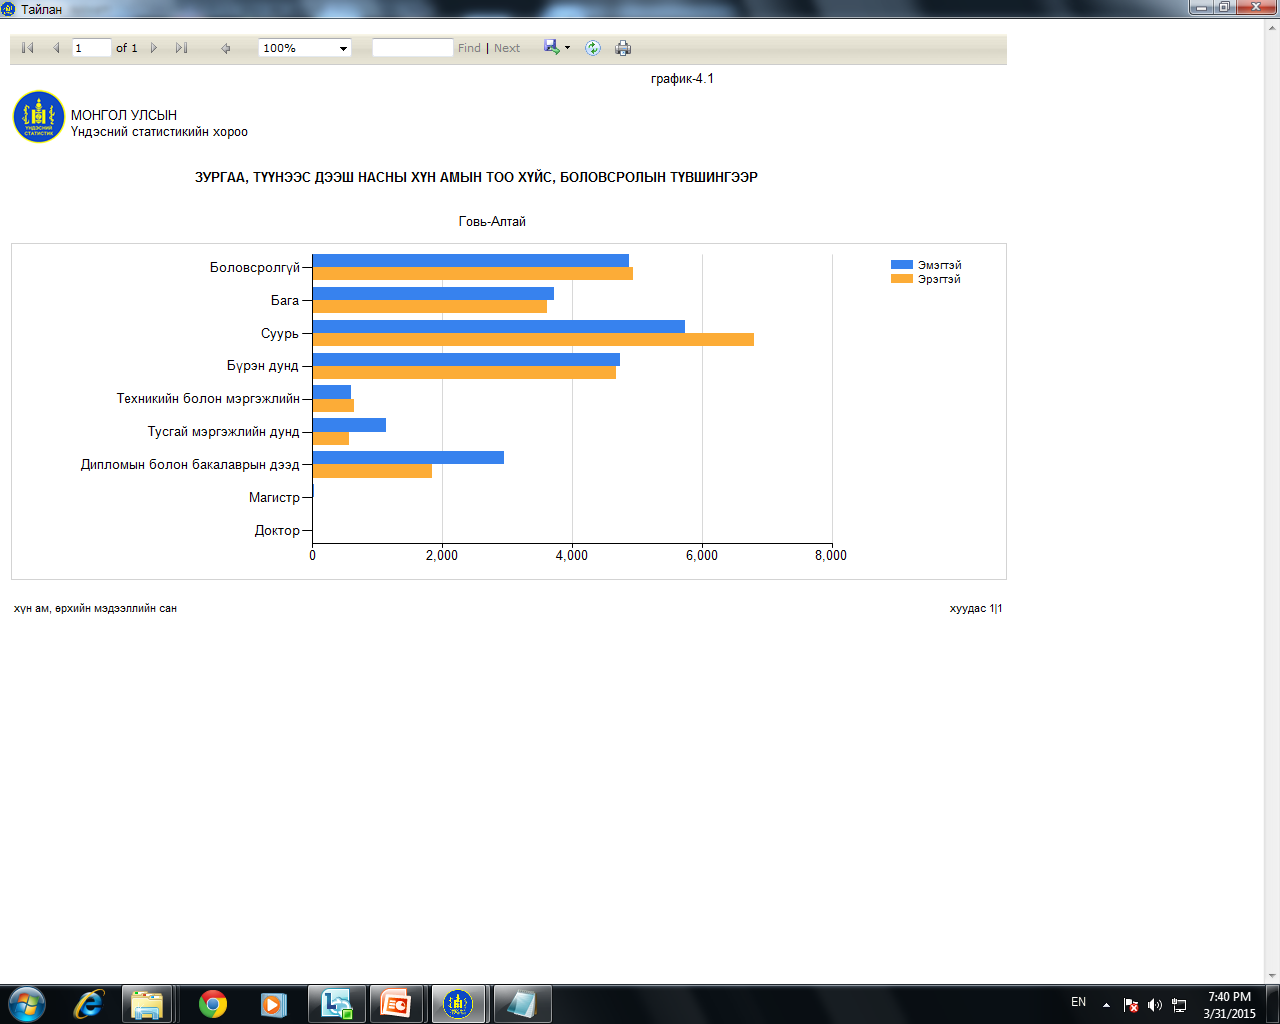 Тайлан
1 of 1 100% Find | Next
график-4.1
ҮНДЭСНИЙ
СТАТИСТИК
МОНГОЛ УЛСЫН
Үндэсний статистикийн хороо
ЗУРГАА, ТҮҮНЭЭС ДЭЭШ НАСНЫ ХҮН АМЫН ТОО ХҮЙС, БОЛОВСРОЛЫН ТҮВШИНГЭЭР
Говь-Алтай
Эмэгтэй
Эрэгтэй
Боловсролгүй
Бага
Суурь
Бүрэн дунд
Техникийн болон мэргэжлийн
Тусгай мэргэжлийн дунд
Дипломын болон бакалаврын дээд
Магистр
Доктор
0 2,000 4,000 6,000 8,000
хүн ам, өрхийн мэдээллийн сан
хуудас 1|1
EN
7:40 PM
3/31/2015